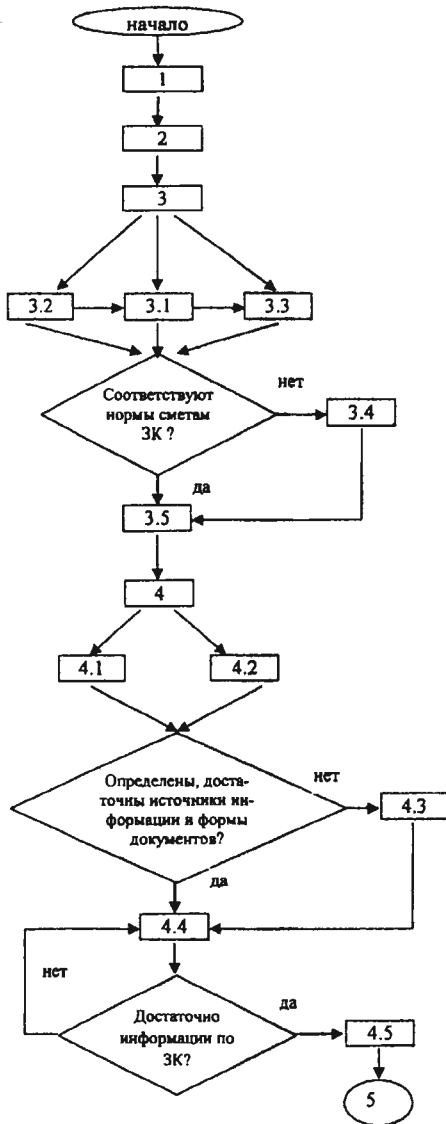 начало
1
2
3
3.2
3.1
3.3
Соответствуют
нормы сметам
ЗК ?
нет
3.4
да
3.5
4
4.1
4.2
Определены, доста-
точны источники ин-
формации и формы
документов?
нет
4.3
да
4.4
нет
Достаточно
информации по
ЗК?
да
4.5
5